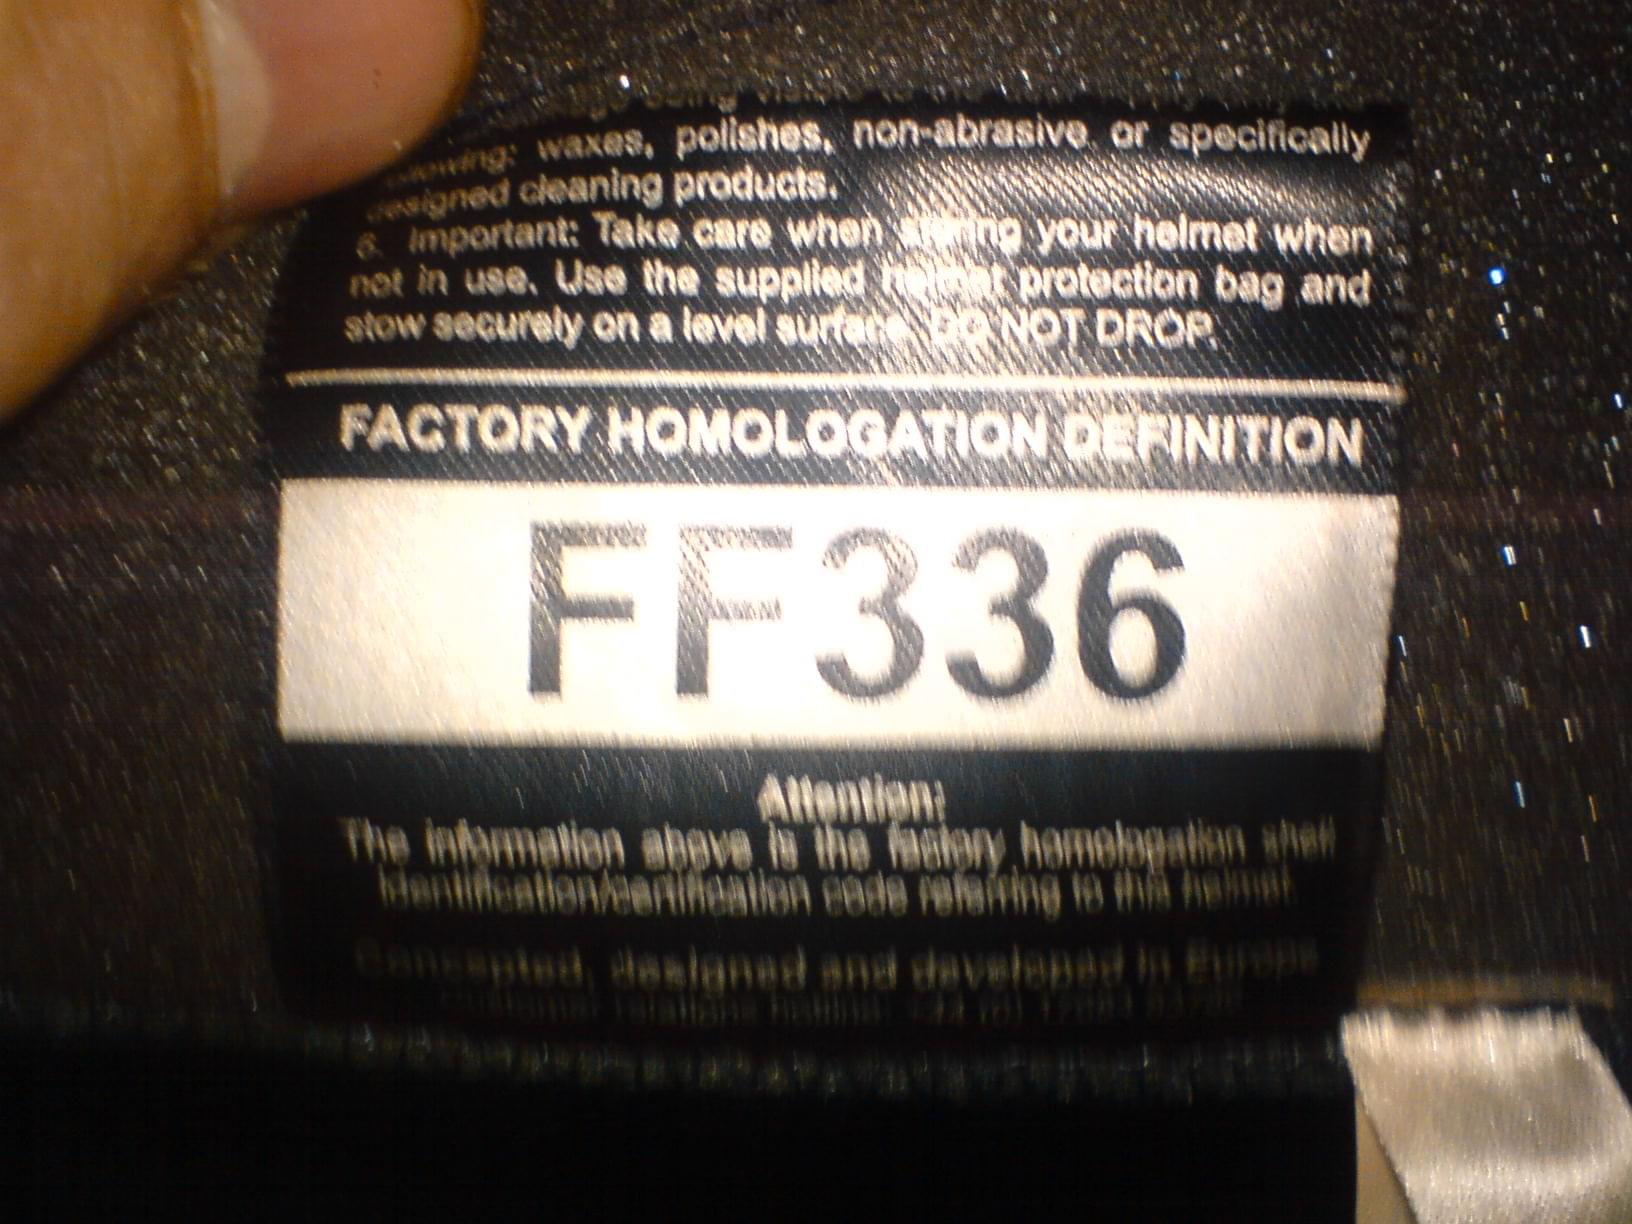 waxes, polishes, non-abrasive or specifically
designed cleaning products.
6. Important: Take care when storing your helmet when
not in use. Use the supplied helmet protection bag and
stow securely on a level surface. DO NOT DROP.
FACTORY HOMOLOGATION DEFINITION
FF336
Attention:
The information above is the factory homologation shell
identification/certification code referring to this helmet
Concepted, designed and developed in Europe